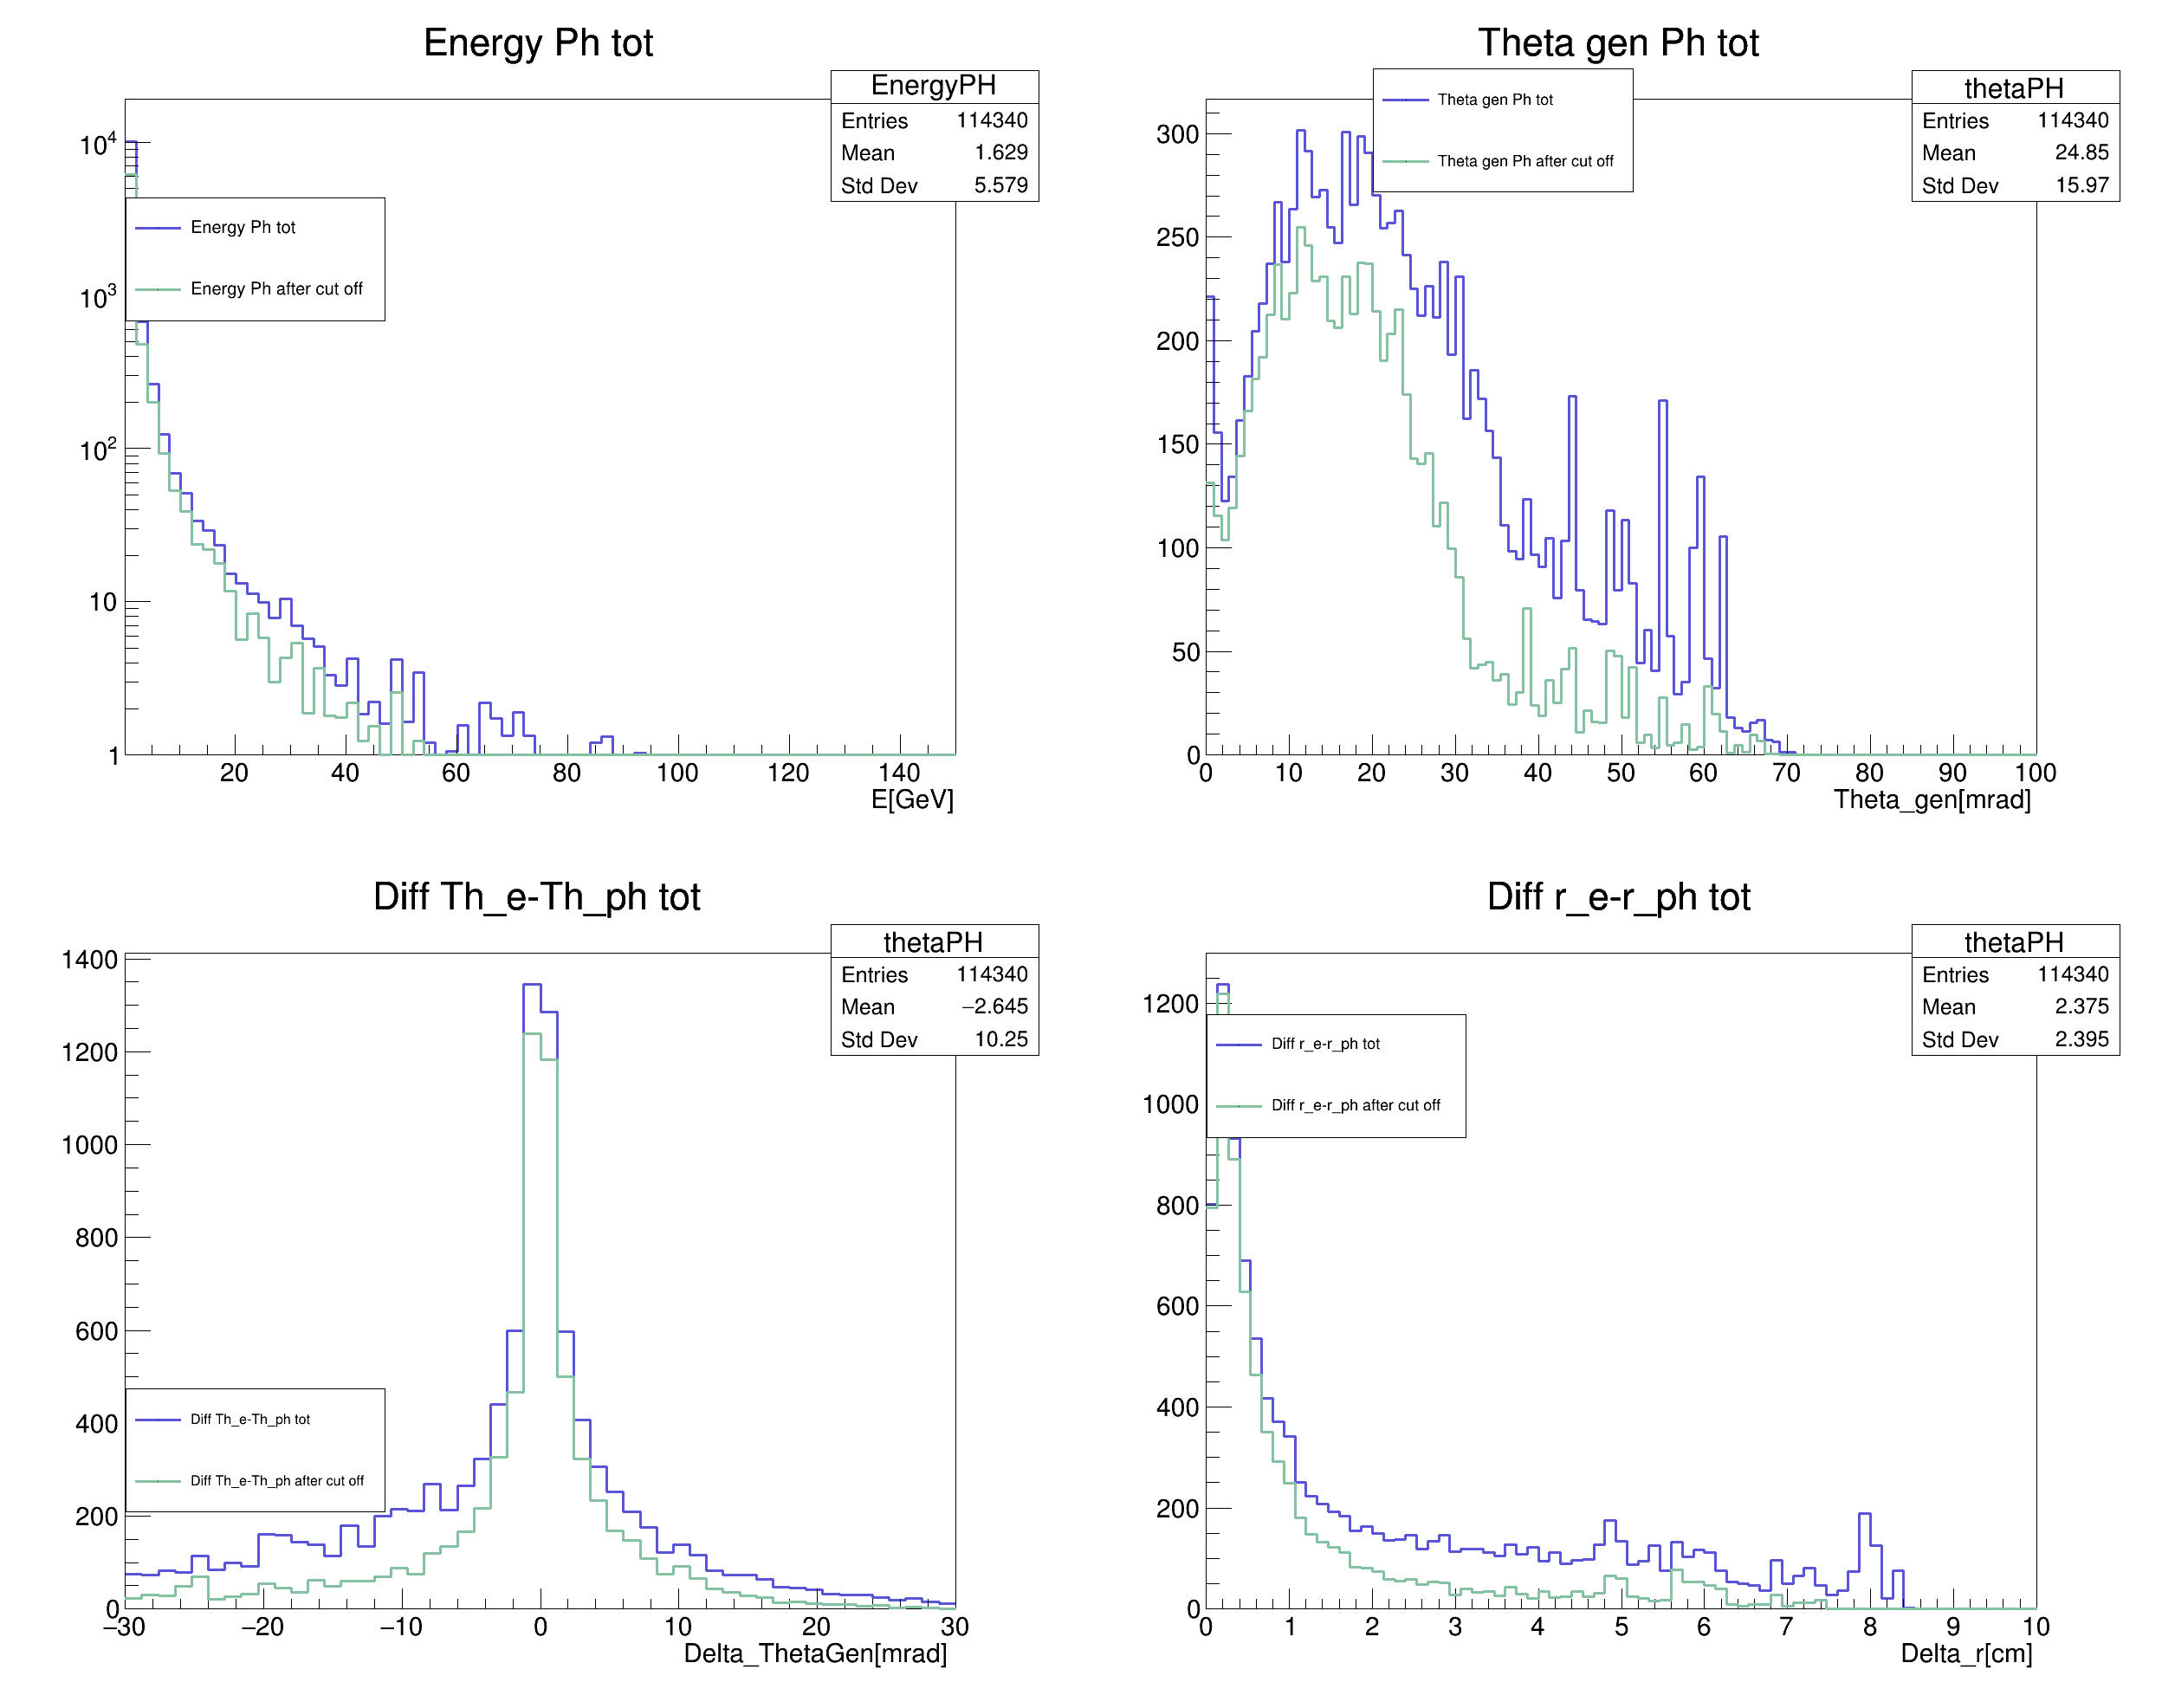 Energy Ph tot
EnergyPH
Entries 114340
Mean 1.629
Std Dev 5.579
Energy Ph tot
Energy Ph after cut off
10^4
10^3
10^2
10
1
20 40 60 80 100 120 140
E[GeV]
Theta gen Ph tot
thetaPH
Entries 114340
Mean 24.85
Std Dev 15.97
Theta gen Ph tot
Theta gen Ph after cut off
300
250
200
150
100
50
0
0 10 20 30 40 50 60 70 80 90 100
Theta_gen[mrad]
Diff Th_e-Th_ph tot
thetaPH
Entries 114340
Mean −2.645
Std Dev 10.25
Diff Th_e-Th_ph tot
Diff Th_e-Th_ph after cut off
1400
1200
1000
800
600
400
200
0
−30 −20 −10 0 10 20 30
Delta_ThetaGen[mrad]
Diff r_e-r_ph tot
thetaPH
Entries 114340
Mean 2.375
Std Dev 2.395
Diff r_e-r_ph tot
Diff r_e-r_ph after cut off
1200
1000
800
600
400
200
0
0 1 2 3 4 5 6 7 8 9 10
Delta_r[cm]